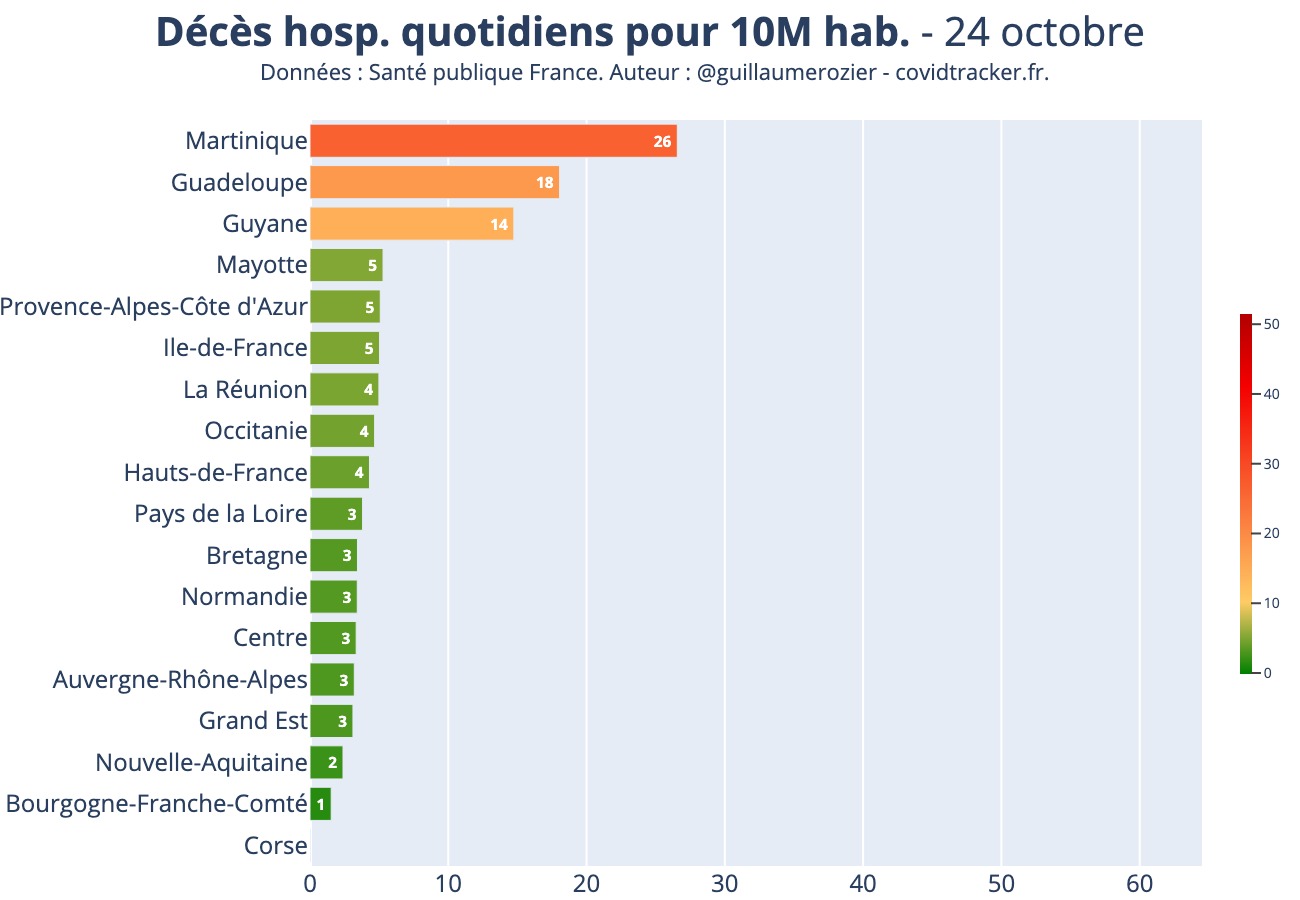 Décès hosp. quotidiens pour 10M hab. - 24 octobre
Données : Santé publique France. Auteur : @guillaumerozier - covidtracker.fr.
Martinique 26
Guadeloupe 18
Guyane 14
Mayotte 5
Provence-Alpes-Côte d'Azur 5
Ile-de-France 5
La Réunion 4
Occitanie 4
Hauts-de-France 4
Pays de la Loire 3
Bretagne 3
Normandie 3
Centre 3
Auvergne-Rhône-Alpes 3
Grand Est 3
Nouvelle-Aquitaine 2
Bourgogne-Franche-Comté 1
Corse
0 10 20 30 40 50 60
50
40
30
20
10
0